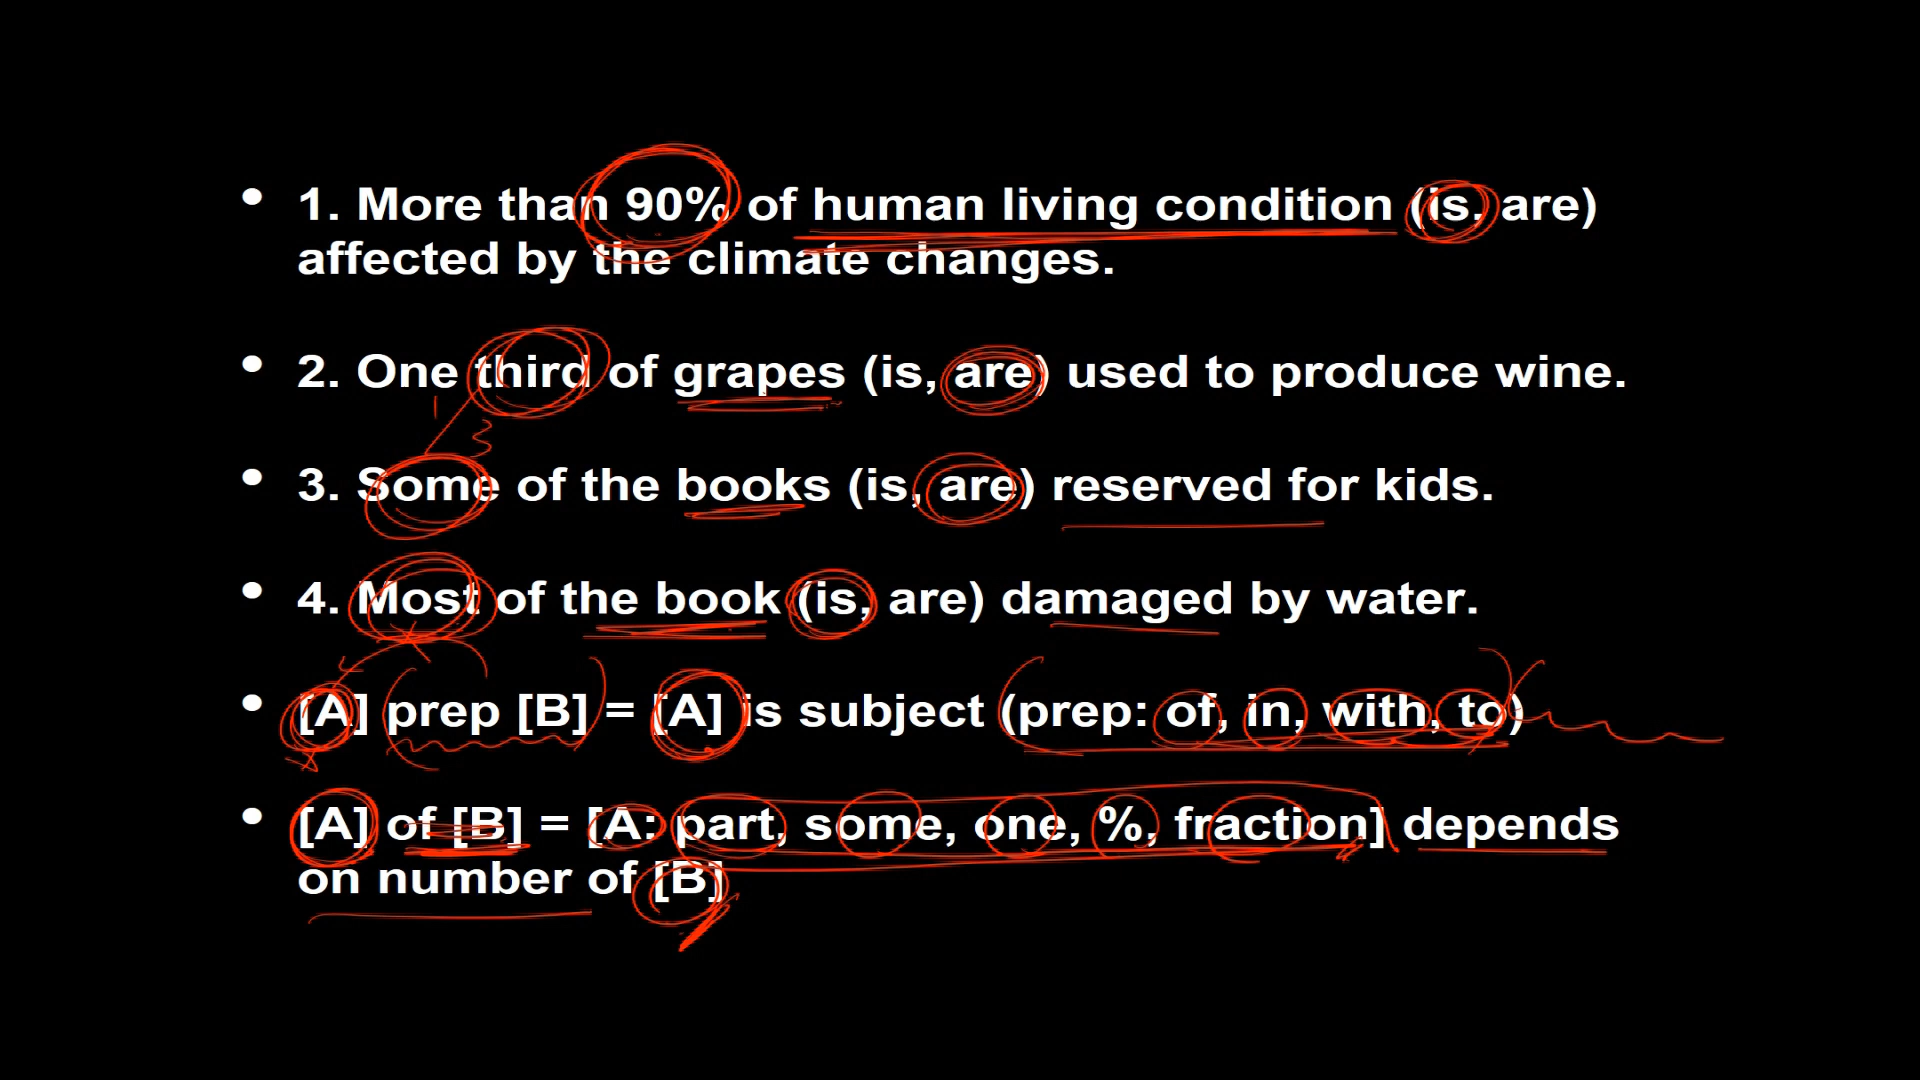 • 1. More than 90% of human living condition (is, are)
affected by the climate changes.
• 2. One third of grapes (is, are) used to produce wine.
1
3
• 3. Some of the books (is, are) reserved for kids.
• 4. Most of the book (is, are) damaged by water.
• [A] prep [B] = [A] is subject (prep: of, in, with, to)
• [A] of [B] = [A: part, some, one, %, fraction] depends
on number of [B]